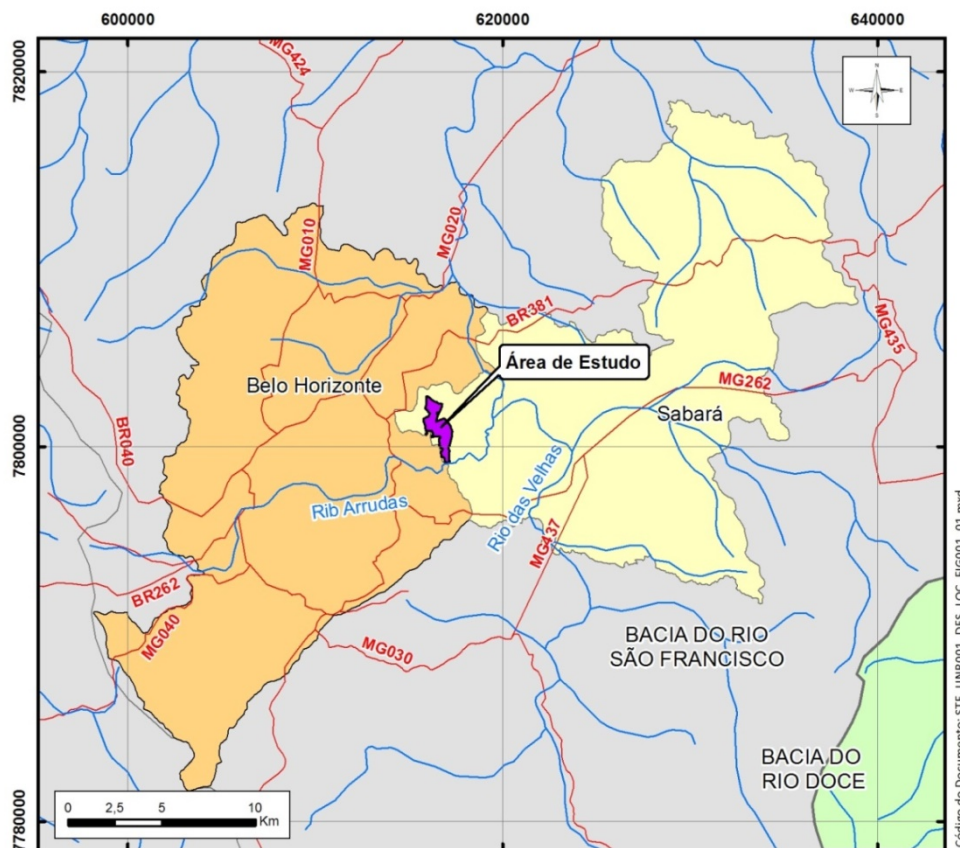 600000
620000
640000
7820000
MG424
N
W
E
S
MG010
MG020
BR381
MG435
Área de Estudo
Belo Horizonte
MG262
Sabará
7800000
BR040
Rib Arrudas
Rio das Velhas
MG437
BR262
MG040
MG030
BACIA DO RIO
SÃO FRANCISCO
BACIA DO
RIO DOCE
0 2,5 5 10
Km
7780000